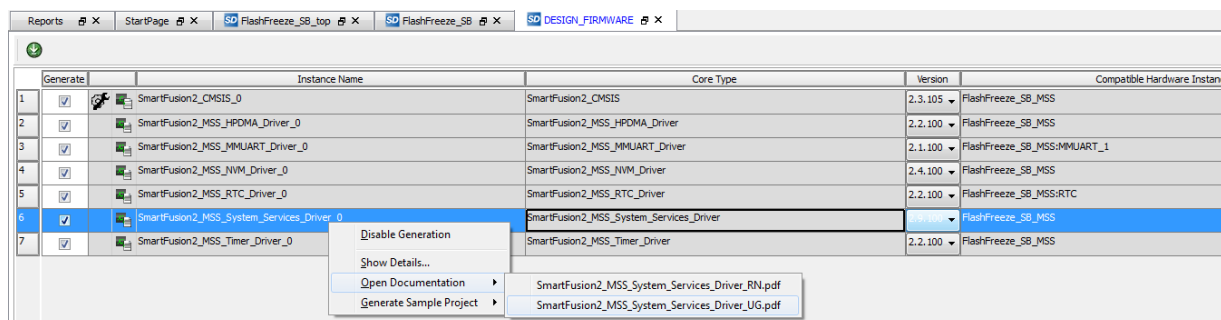 Reports StartPage FlashFreeze_SB_top FlashFreeze_SB DESIGN_FIRMWARE
Generate Instance Name Core Type Version Compatible Hardware Instan
1 SmartFusion2_CMSIS_0 SmartFusion2_CMSIS 2.3.105 FlashFreeze_SB_MSS
2 SmartFusion2_MSS_HPDMA_Driver_0 SmartFusion2_MSS_HPDMA_Driver 2.2.100 FlashFreeze_SB_MSS
3 SmartFusion2_MSS_MMUART_Driver_0 SmartFusion2_MSS_MMUART_Driver 2.1.100 FlashFreeze_SB_MSS:MMUART_1
4 SmartFusion2_MSS_NVM_Driver_0 SmartFusion2_MSS_NVM_Driver 2.4.100 FlashFreeze_SB_MSS
5 SmartFusion2_MSS_RTC_Driver_0 SmartFusion2_MSS_RTC_Driver 2.2.100 FlashFreeze_SB_MSS:RTC
6 SmartFusion2_MSS_System_Services_Driver_0 SmartFusion2_MSS_System_Services_Driver 2.9.100 FlashFreeze_SB_MSS
7 SmartFusion2_MSS_Timer_Driver_0 SmartFusion2_MSS_Timer_Driver 2.2.100 FlashFreeze_SB_MSS
Disable Generation
Show Details...
Open Documentation
Generate Sample Project
SmartFusion2_MSS_System_Services_Driver_RN.pdf
SmartFusion2_MSS_System_Services_Driver_UG.pdf